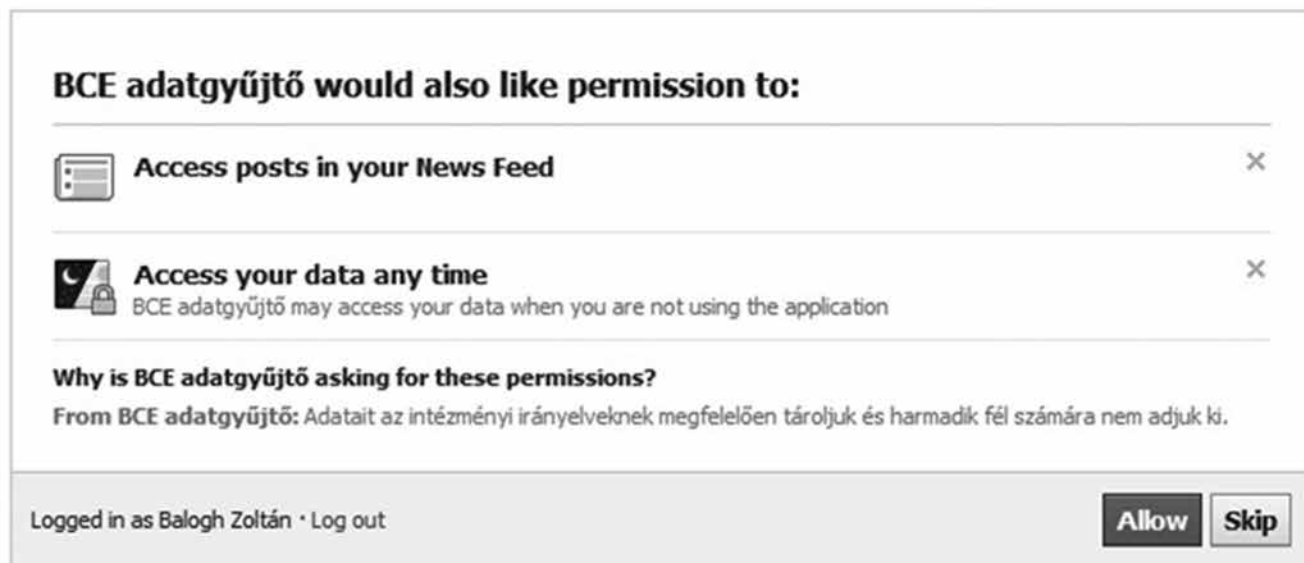 BCE adatgyűjtő would also like permission to:
Access posts in your News Feed
Access your data any time
BCE adatgyűjtő may access your data when you are not using the application
Why is BCE adatgyűjtő asking for these permissions?
From BCE adatgyűjtő: Adatait az intézményi irányelveknek megfelelően tároljuk és harmadik fél számára nem adjuk ki.
Logged in as Balogh Zoltán · Log out
Allow Skip